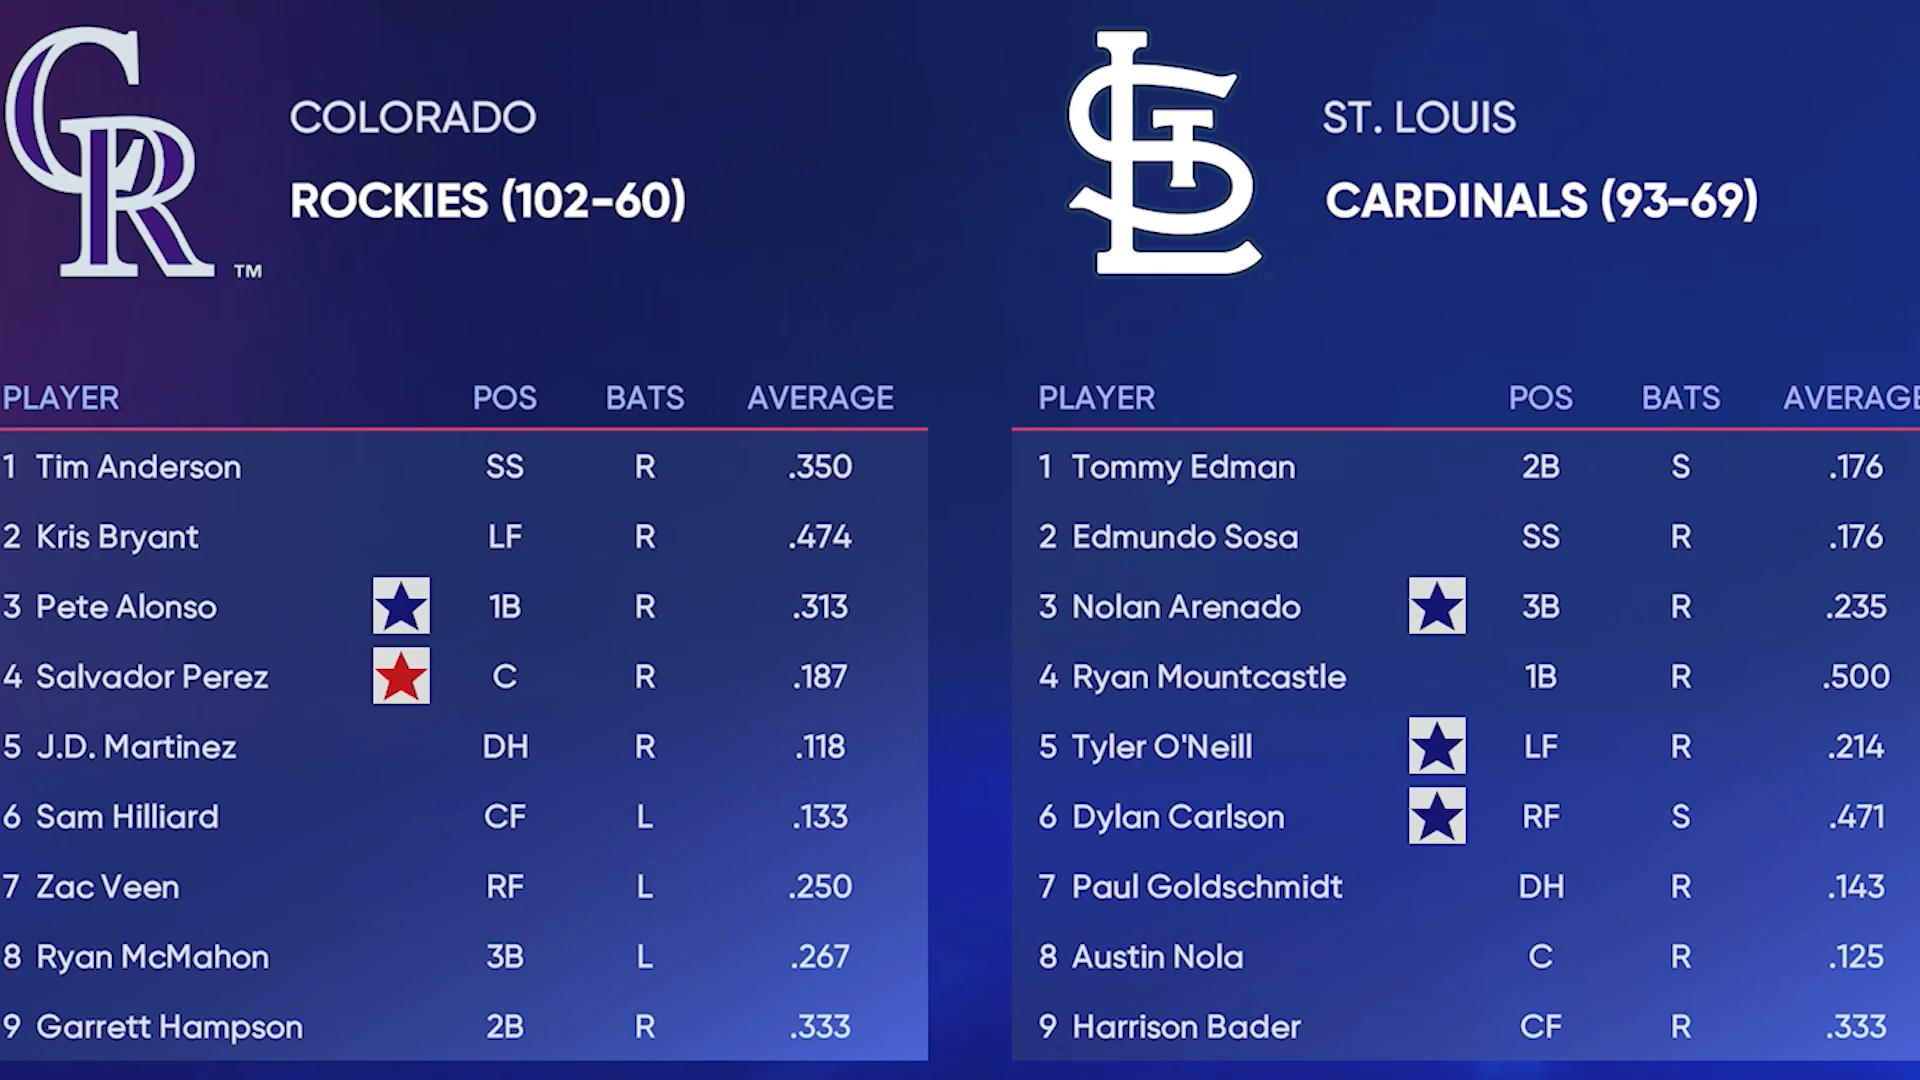 CR
TM
COLORADO
ROCKIES (102-60)
PLAYER POS BATS AVERAGE
1 Tim Anderson SS R .350
2 Kris Bryant LF R .474
3 Pete Alonso 1B R .313
4 Salvador Perez C R .187
5 J.D. Martinez DH R .118
6 Sam Hilliard CF L .133
7 Zac Veen RF L .250
8 Ryan McMahon 3B L .267
9 Garrett Hampson 2B R .333
STL
ST. LOUIS
CARDINALS (93-69)
PLAYER POS BATS AVERAGE
1 Tommy Edman 2B S .176
2 Edmundo Sosa SS R .176
3 Nolan Arenado 3B R .235
4 Ryan Mountcastle 1B R .500
5 Tyler O'Neill LF R .214
6 Dylan Carlson RF S .471
7 Paul Goldschmidt DH R .143
8 Austin Nola C R .125
9 Harrison Bader CF R .333